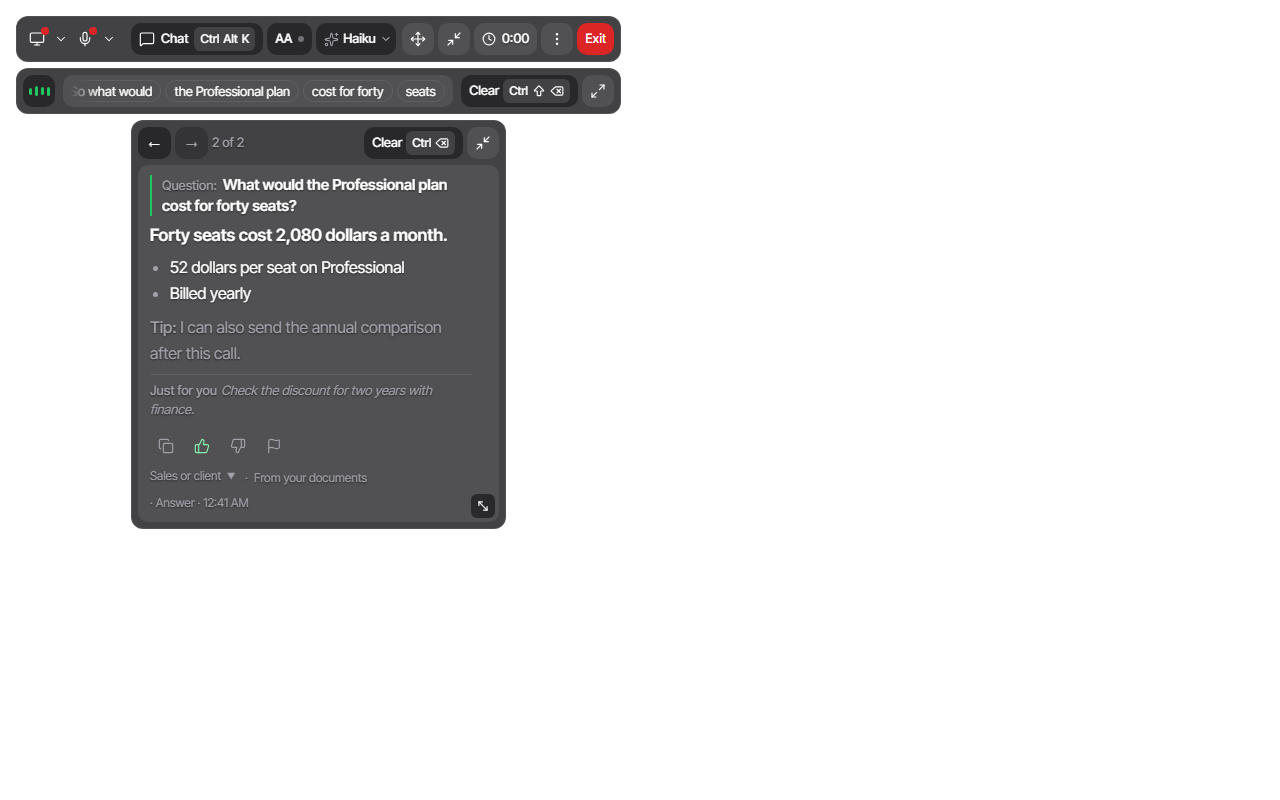 Chat Ctrl Alt K AA Haiku 0:00 Exit
So what would the Professional plan cost for forty seats Clear Ctrl
2 of 2 Clear Ctrl
Question: What would the Professional plan
cost for forty seats?
Forty seats cost 2,080 dollars a month.
52 dollars per seat on Professional
Billed yearly
Tip: I can also send the annual comparison
after this call.
Just for you Check the discount for two years with
finance.
Sales or client ▼ · From your documents
· Answer · 12:41 AM